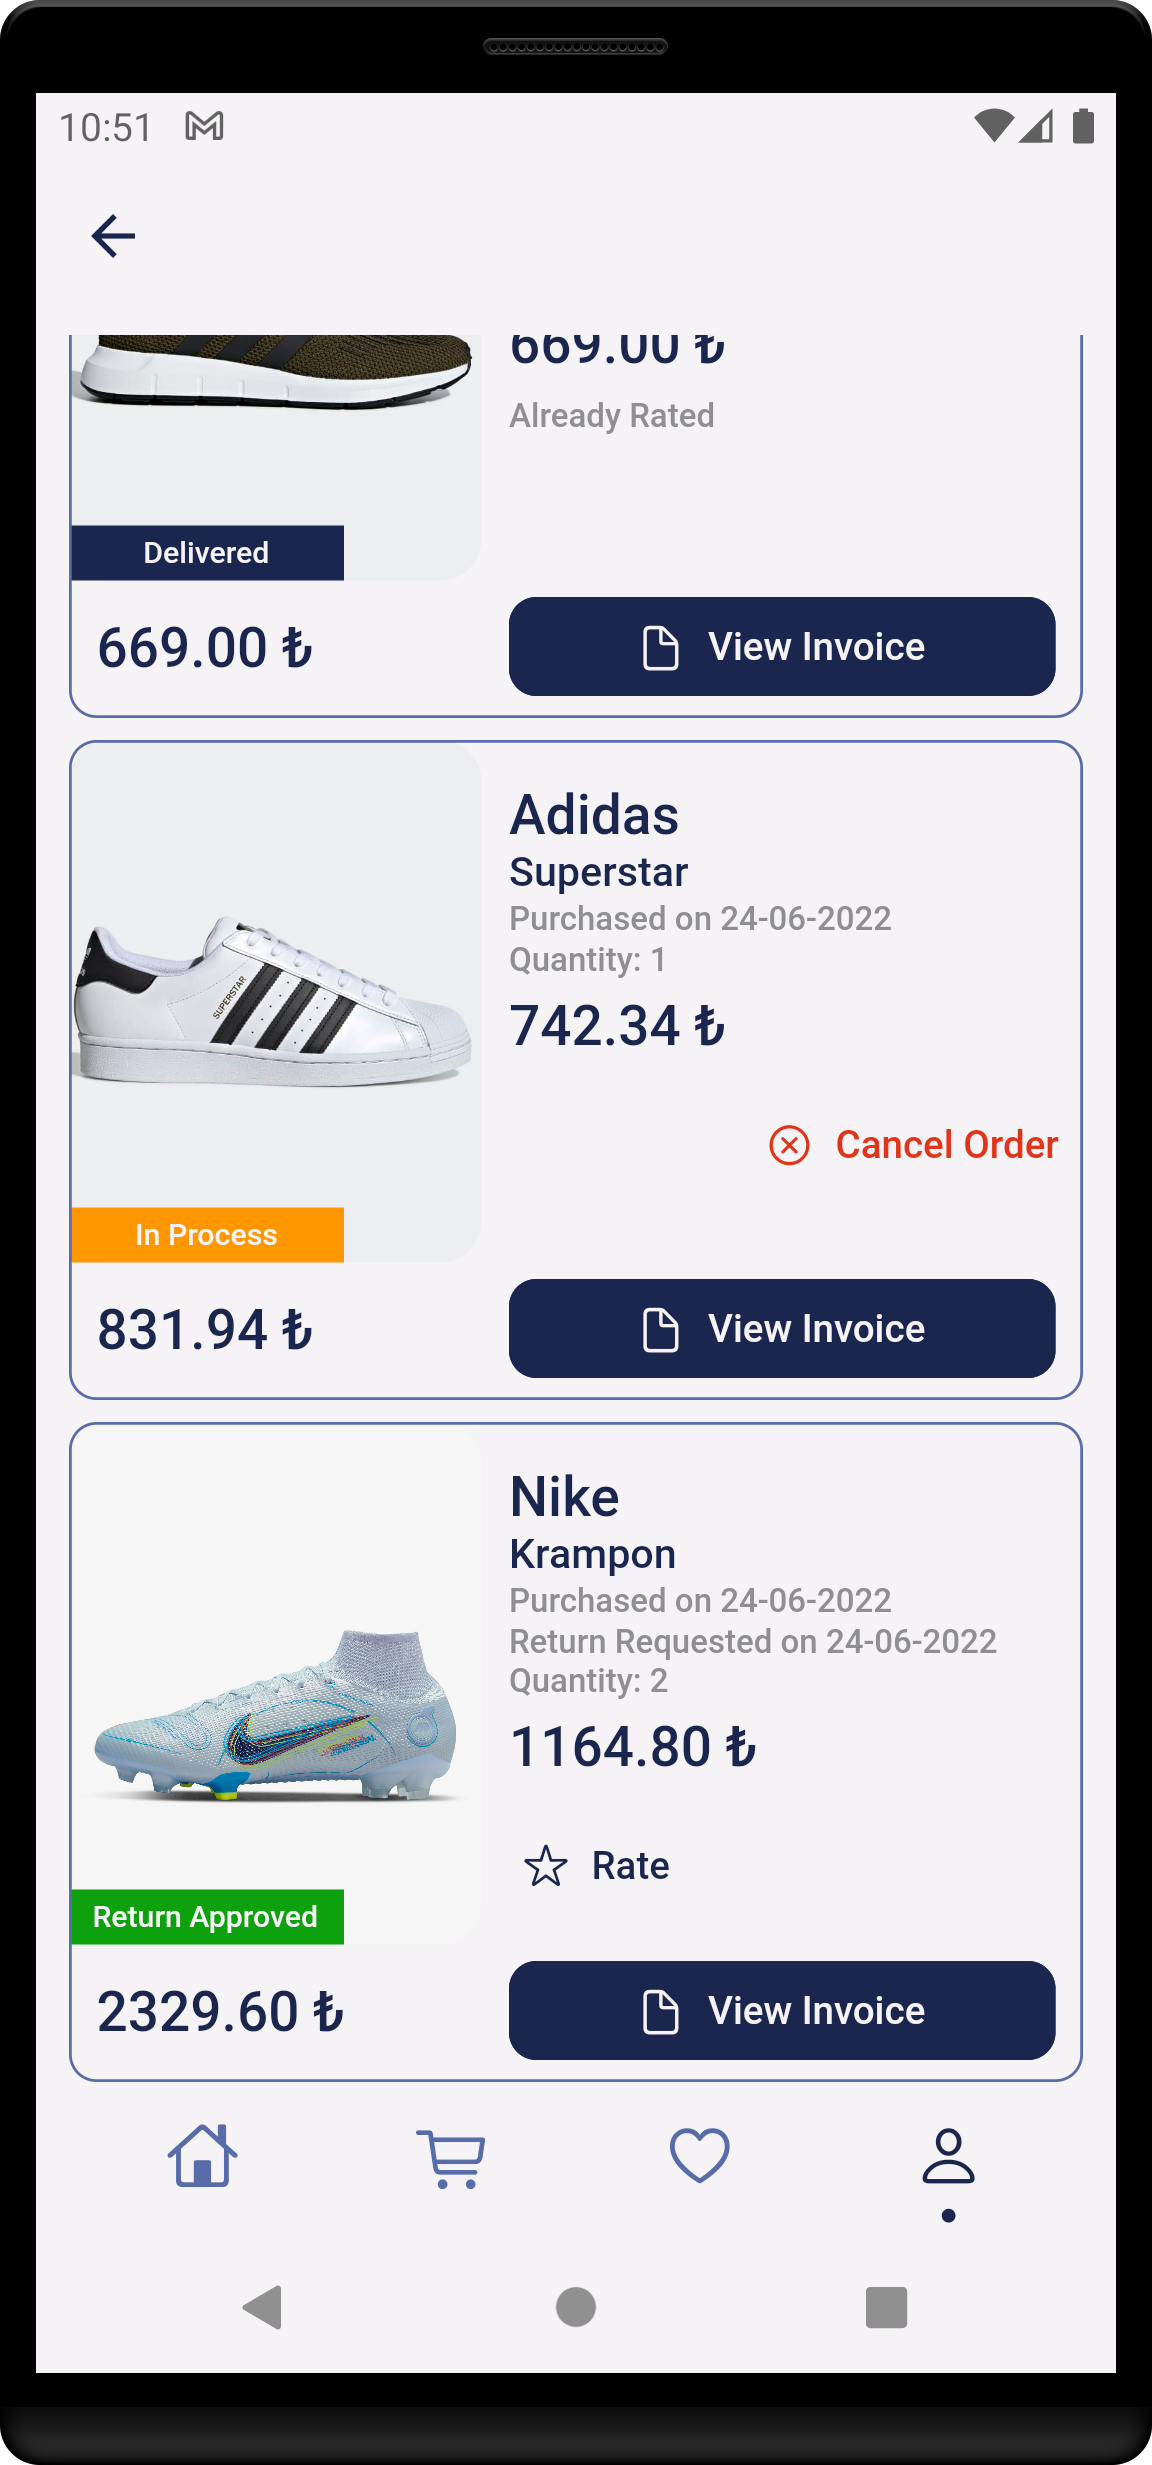 10:51
669.00 ₺
Already Rated
Delivered
669.00 ₺
View Invoice
Adidas
Superstar
Purchased on 24-06-2022
Quantity: 1
742.34 ₺
SUPERSTAR
Cancel Order
In Process
831.94 ₺
View Invoice
Nike
Krampon
Purchased on 24-06-2022
Return Requested on 24-06-2022
Quantity: 2
1164.80 ₺
Rate
Return Approved
2329.60 ₺
View Invoice